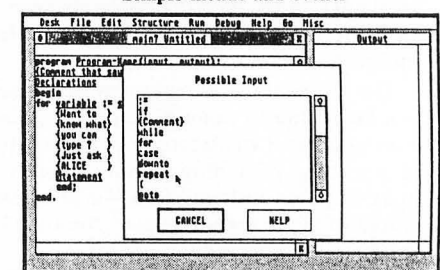 Desk File Edit Structure Run Debug Help Go Misc
main? Untitled
Output
program Program-Name(input, output);
{Comment that say
Declarations
begin
for variable := s
{Want to }
{know what}
{you can }
{type ? }
{Just ask }
{ALICE }
Statement
end;
end.
Possible Input
:=
if
{Comment}
while
for
case
downto
repeat
(
goto
CANCEL
HELP